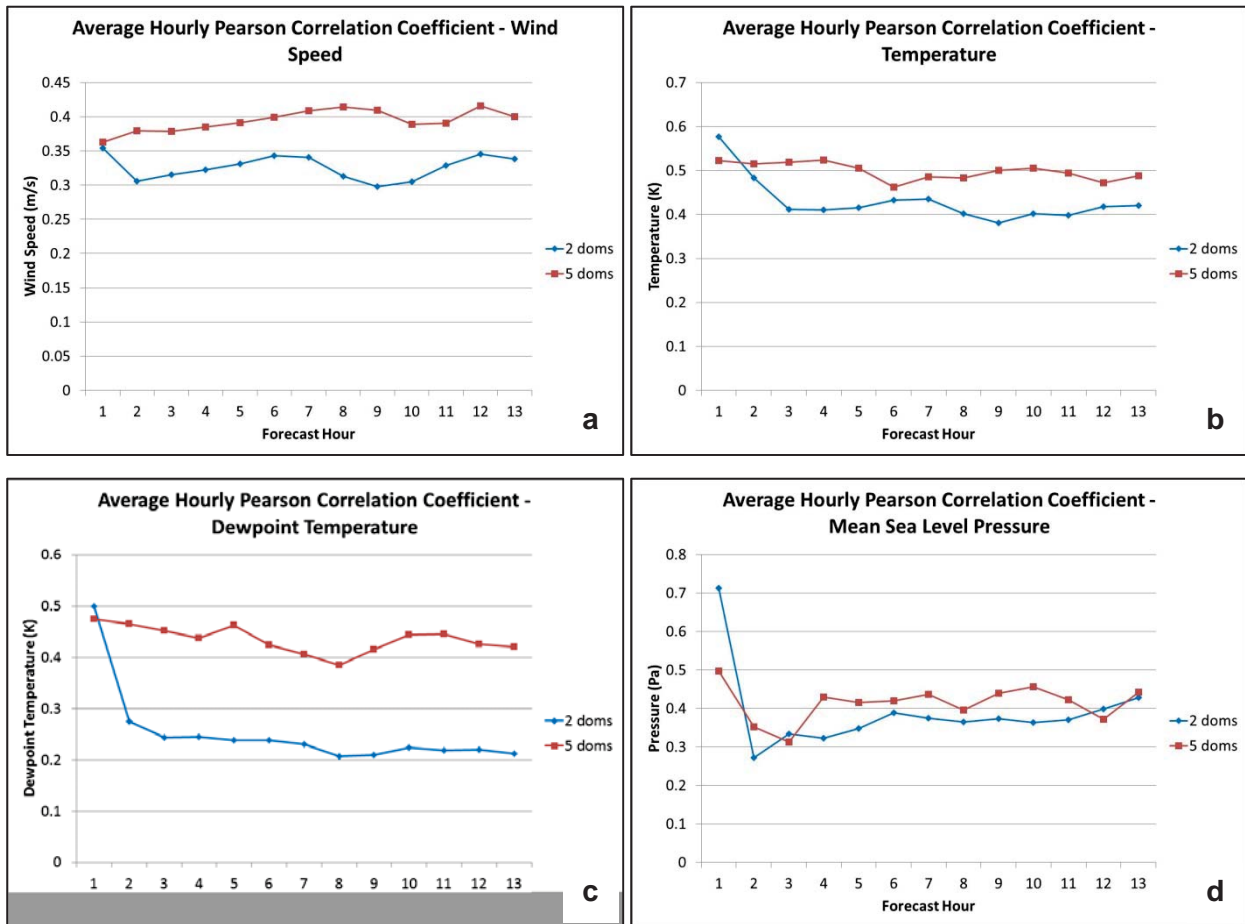 Average Hourly Pearson Correlation Coefficient - Wind
Speed
Wind Speed (m/s)
0.45
0.4
0.35
0.3
0.25
0.2
0.15
0.1
0.05
0
1 2 3 4 5 6 7 8 9 10 11 12 13
Forecast Hour
2 doms
5 doms
a
Average Hourly Pearson Correlation Coefficient -
Temperature
Temperature (K)
0.7
0.6
0.5
0.4
0.3
0.2
0.1
0
1 2 3 4 5 6 7 8 9 10 11 12 13
Forecast Hour
2 doms
5 doms
b
Average Hourly Pearson Correlation Coefficient -
Dewpoint Temperature
Dewpoint Temperature (K)
0.6
0.5
0.4
0.3
0.2
0.1
0
1 2 3 4 5 6 7 8 9 10 11 12 13
2 doms
5 doms
c
Average Hourly Pearson Correlation Coefficient -
Mean Sea Level Pressure
Pressure (Pa)
0.8
0.7
0.6
0.5
0.4
0.3
0.2
0.1
0
1 2 3 4 5 6 7 8 9 10 11 12 13
Forecast Hour
2 doms
5 doms
d